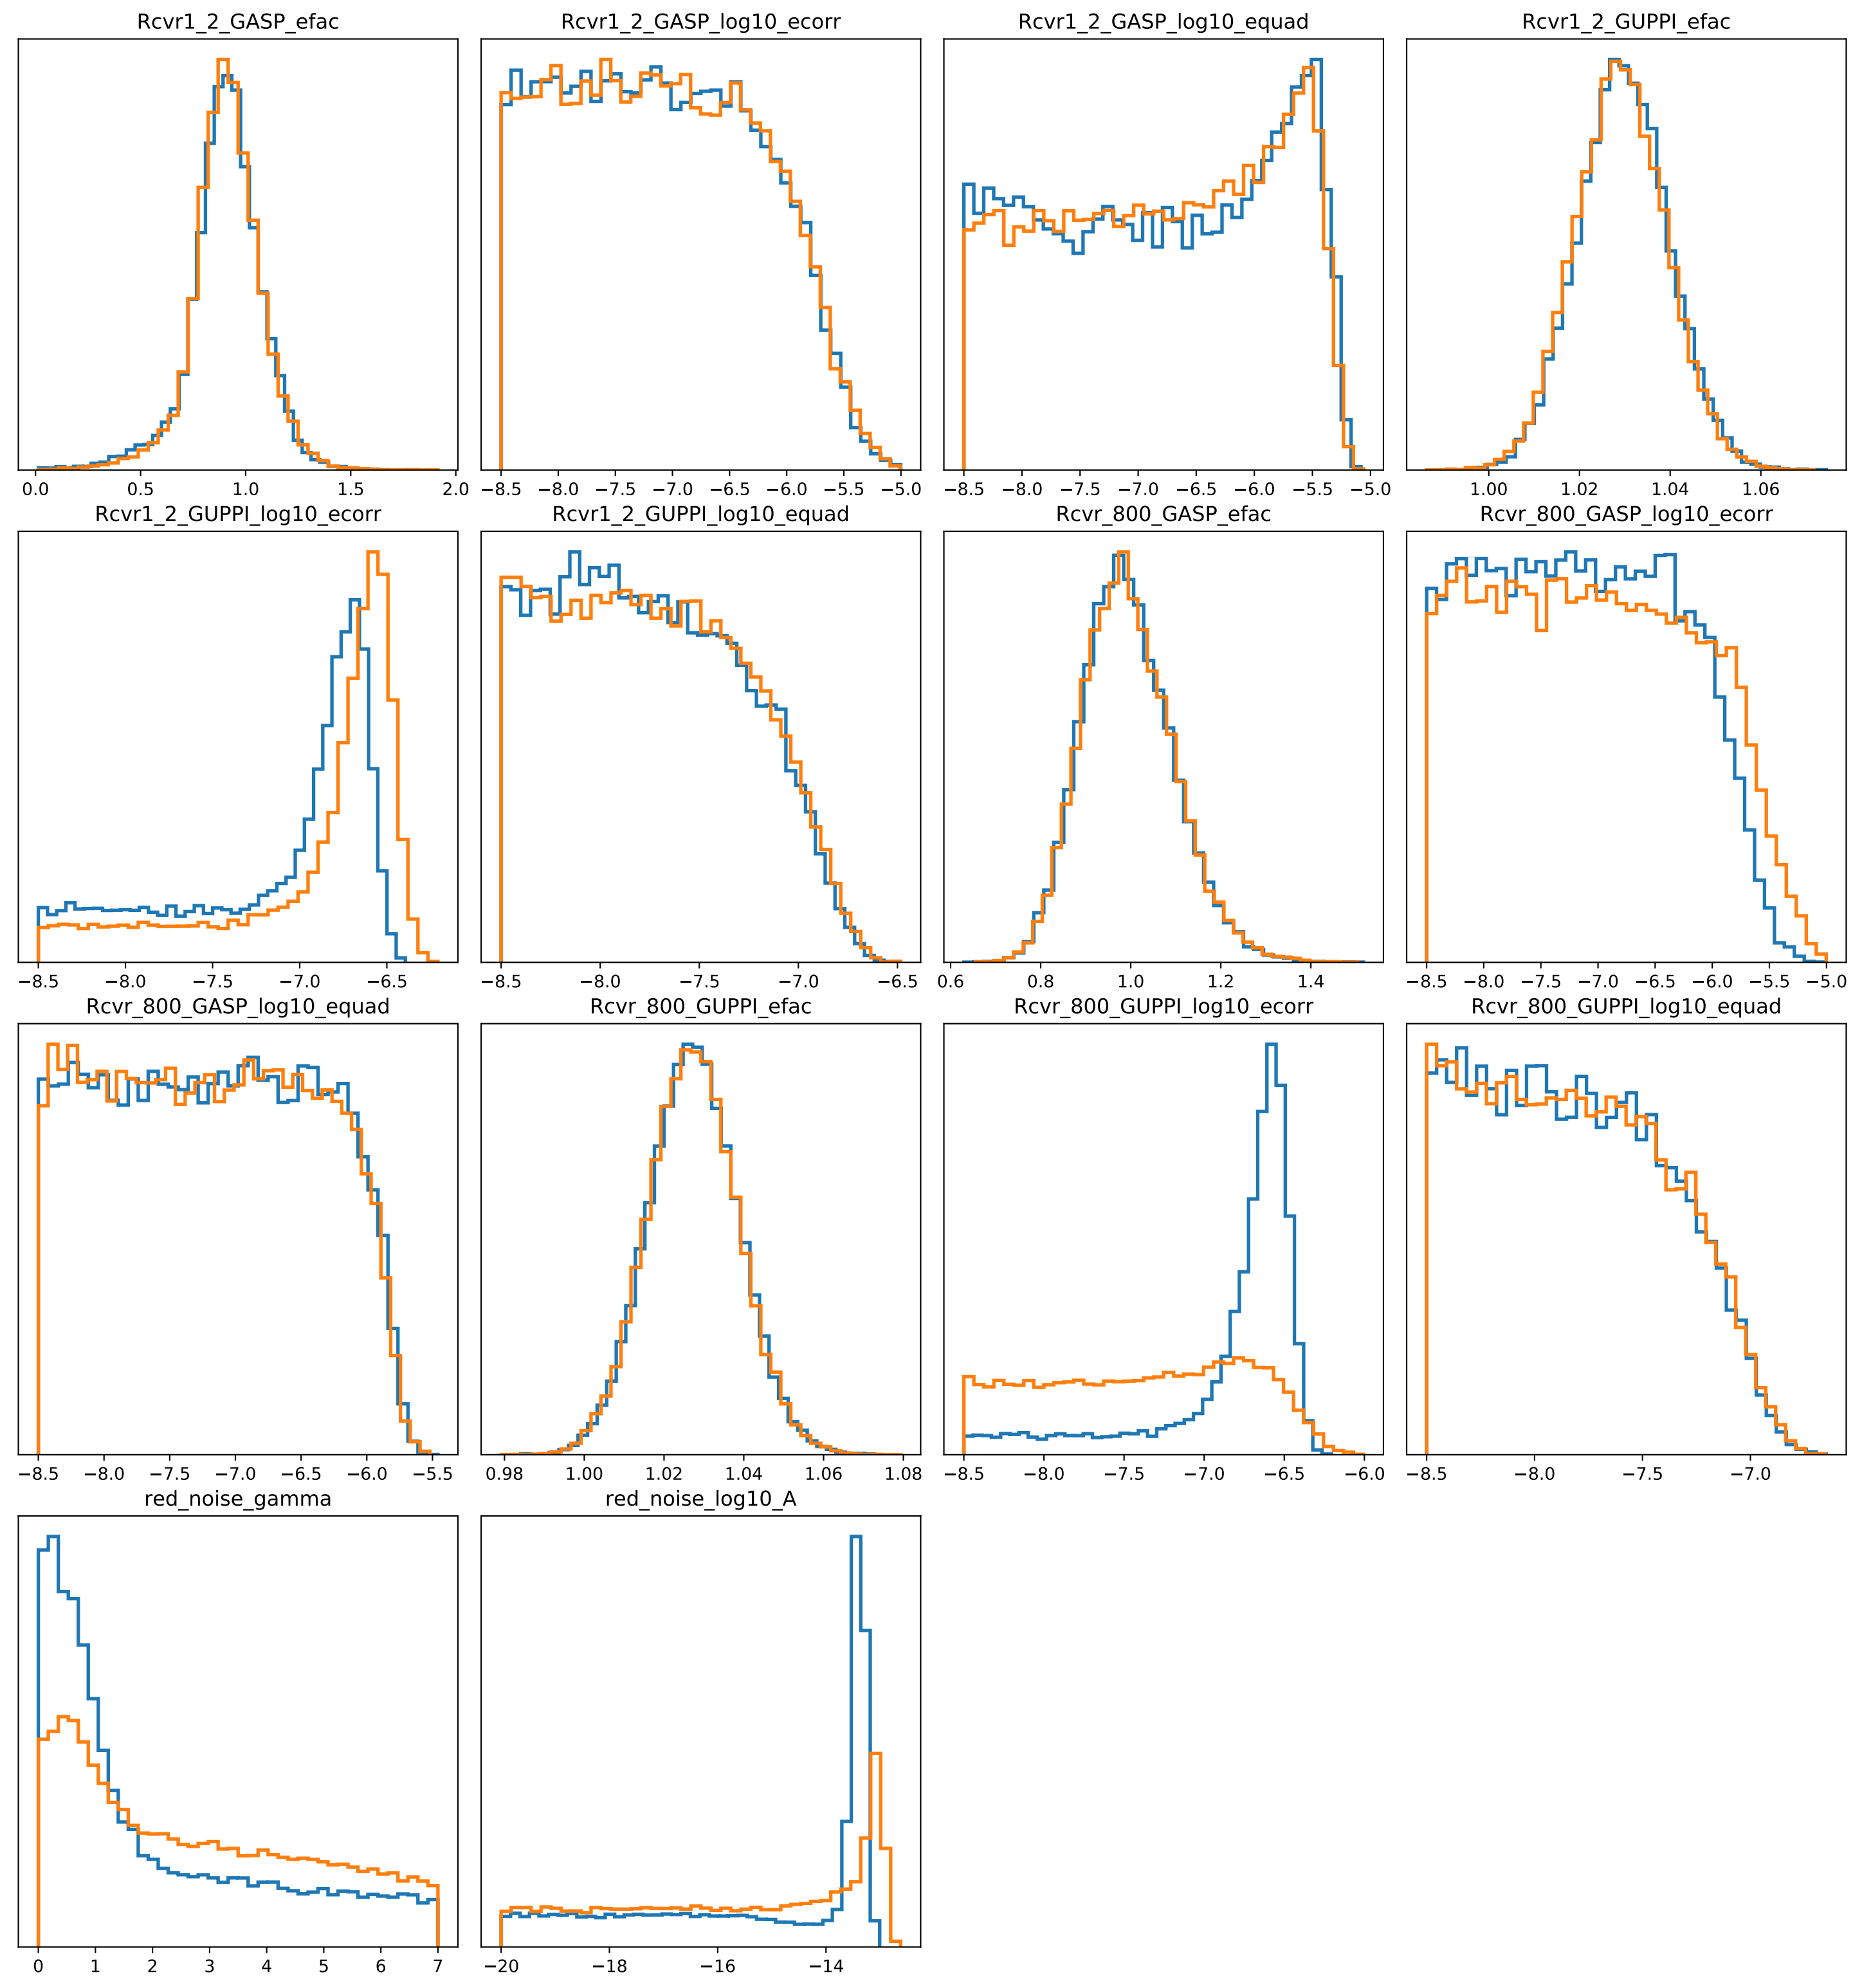 Rcvr1_2_GASP_efac Rcvr1_2_GASP_log10_ecorr Rcvr1_2_GASP_log10_equad Rcvr1_2_GUPPI_efac
0.0 0.5 1.0 1.5 2.0 −8.5 −8.0 −7.5 −7.0 −6.5 −6.0 −5.5 −5.0 −8.5 −8.0 −7.5 −7.0 −6.5 −6.0 −5.5 −5.0 1.00 1.02 1.04 1.06
Rcvr1_2_GUPPI_log10_ecorr Rcvr1_2_GUPPI_log10_equad Rcvr_800_GASP_efac Rcvr_800_GASP_log10_ecorr
−8.5 −8.0 −7.5 −7.0 −6.5 −8.5 −8.0 −7.5 −7.0 −6.5 0.6 0.8 1.0 1.2 1.4 −8.5 −8.0 −7.5 −7.0 −6.5 −6.0 −5.5 −5.0
Rcvr_800_GASP_log10_equad Rcvr_800_GUPPI_efac Rcvr_800_GUPPI_log10_ecorr Rcvr_800_GUPPI_log10_equad
−8.5 −8.0 −7.5 −7.0 −6.5 −6.0 −5.5 0.98 1.00 1.02 1.04 1.06 1.08 −8.5 −8.0 −7.5 −7.0 −6.5 −6.0 −8.5 −8.0 −7.5 −7.0
red_noise_gamma red_noise_log10_A
0 1 2 3 4 5 6 7 −20 −18 −16 −14